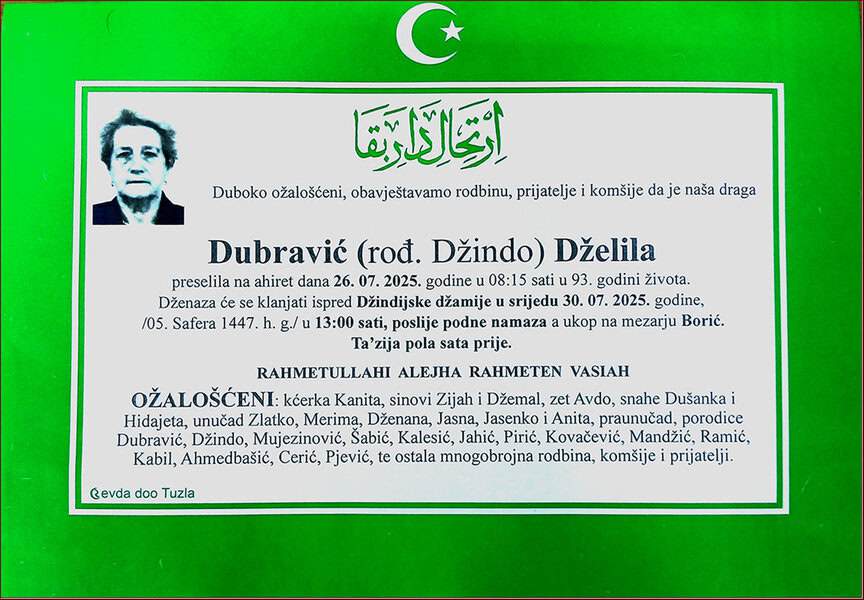 ارتحال دار بقا
Duboko ožalošćeni, obavještavamo rodbinu, prijatelje i komšije da je naša draga
Dubravić (rođ. Džindo) Dželila
preselila na ahiret dana 26. 07. 2025. godine u 08:15 sati u 93. godini života.
Dženaza će se klanjati ispred Džindijske džamije u srijedu 30. 07. 2025. godine,
/05. Safera 1447. h. g./ u 13:00 sati, poslije podne namaza a ukop na mezarju Borić.
Ta’zija pola sata prije.
RAHMETULLAHI ALEJHA RAHMETEN VASIAH
OŽALOŠĆENI: kćerka Kanita, sinovi Zijah i Džemal, zet Avdo, snahe Dušanka i
Hidajeta, unučad Zlatko, Merima, Dženana, Jasna, Jasenko i Anita, praunučad, porodice
Dubravić, Džindo, Mujezinović, Šabić, Kalesić, Jahić, Pirić, Kovačević, Mandžić, Ramić,
Kabil, Ahmedbašić, Cerić, Pjević, te ostala mnogobrojna rodbina, komšije i prijatelji.
Gevda doo Tuzla